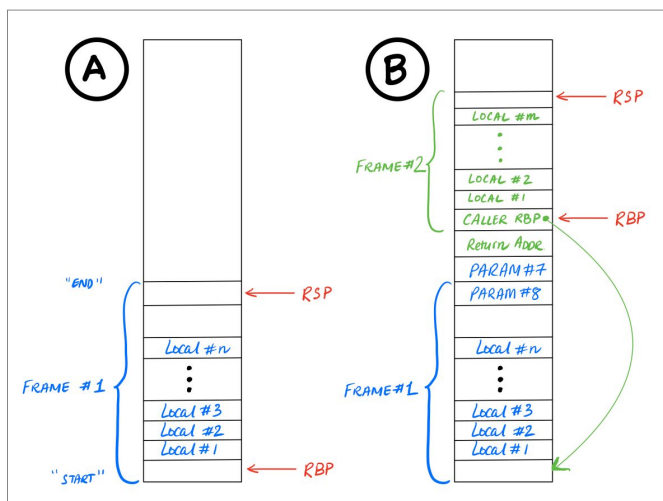 A
"END"
RSP
Local #n
FRAME #1
Local #3
Local #2
Local #1
"START"
RBP
B
RSP
LOCAL #m
FRAME #2
LOCAL #2
LOCAL #1
CALLER RBP
RBP
Return ADDR
PARAM #7
PARAM #8
Local #n
FRAME #1
Local #3
Local #2
Local #1